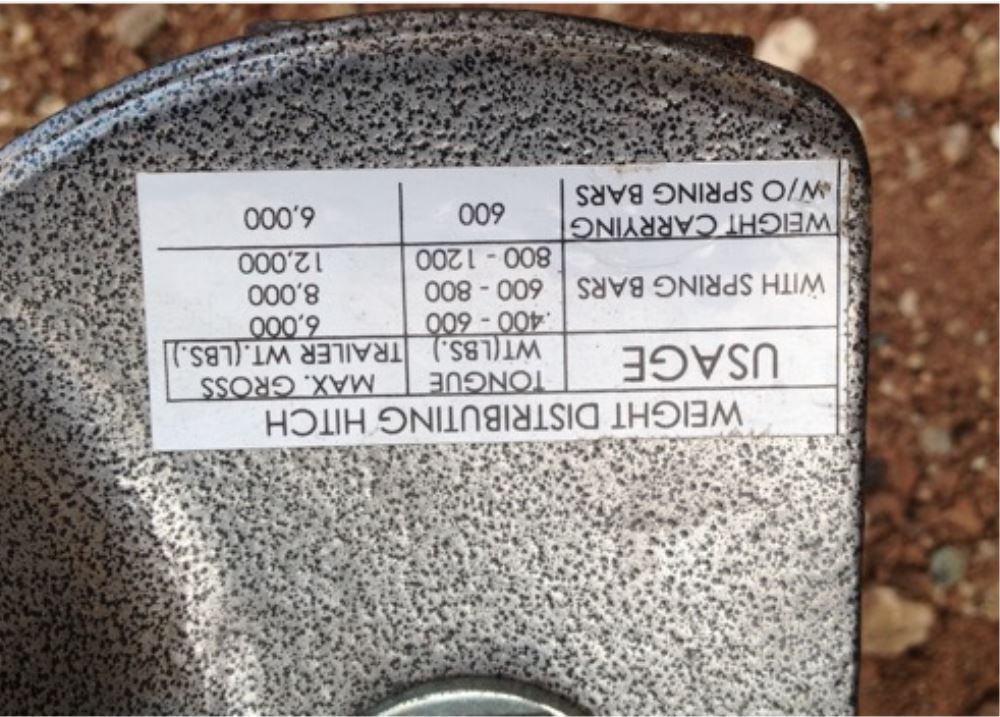 WEIGHT DISTRIBUTING HITCH
USAGE
TONGUE
WT(LBS.)
MAX. GROSS
TRAILER WT.(LBS.)
WITH SPRING BARS
400 - 600 6,000
600 - 800 8,000
800 - 1200 12,000
WEIGHT CARRYING
W/O SPRING BARS
600 6,000